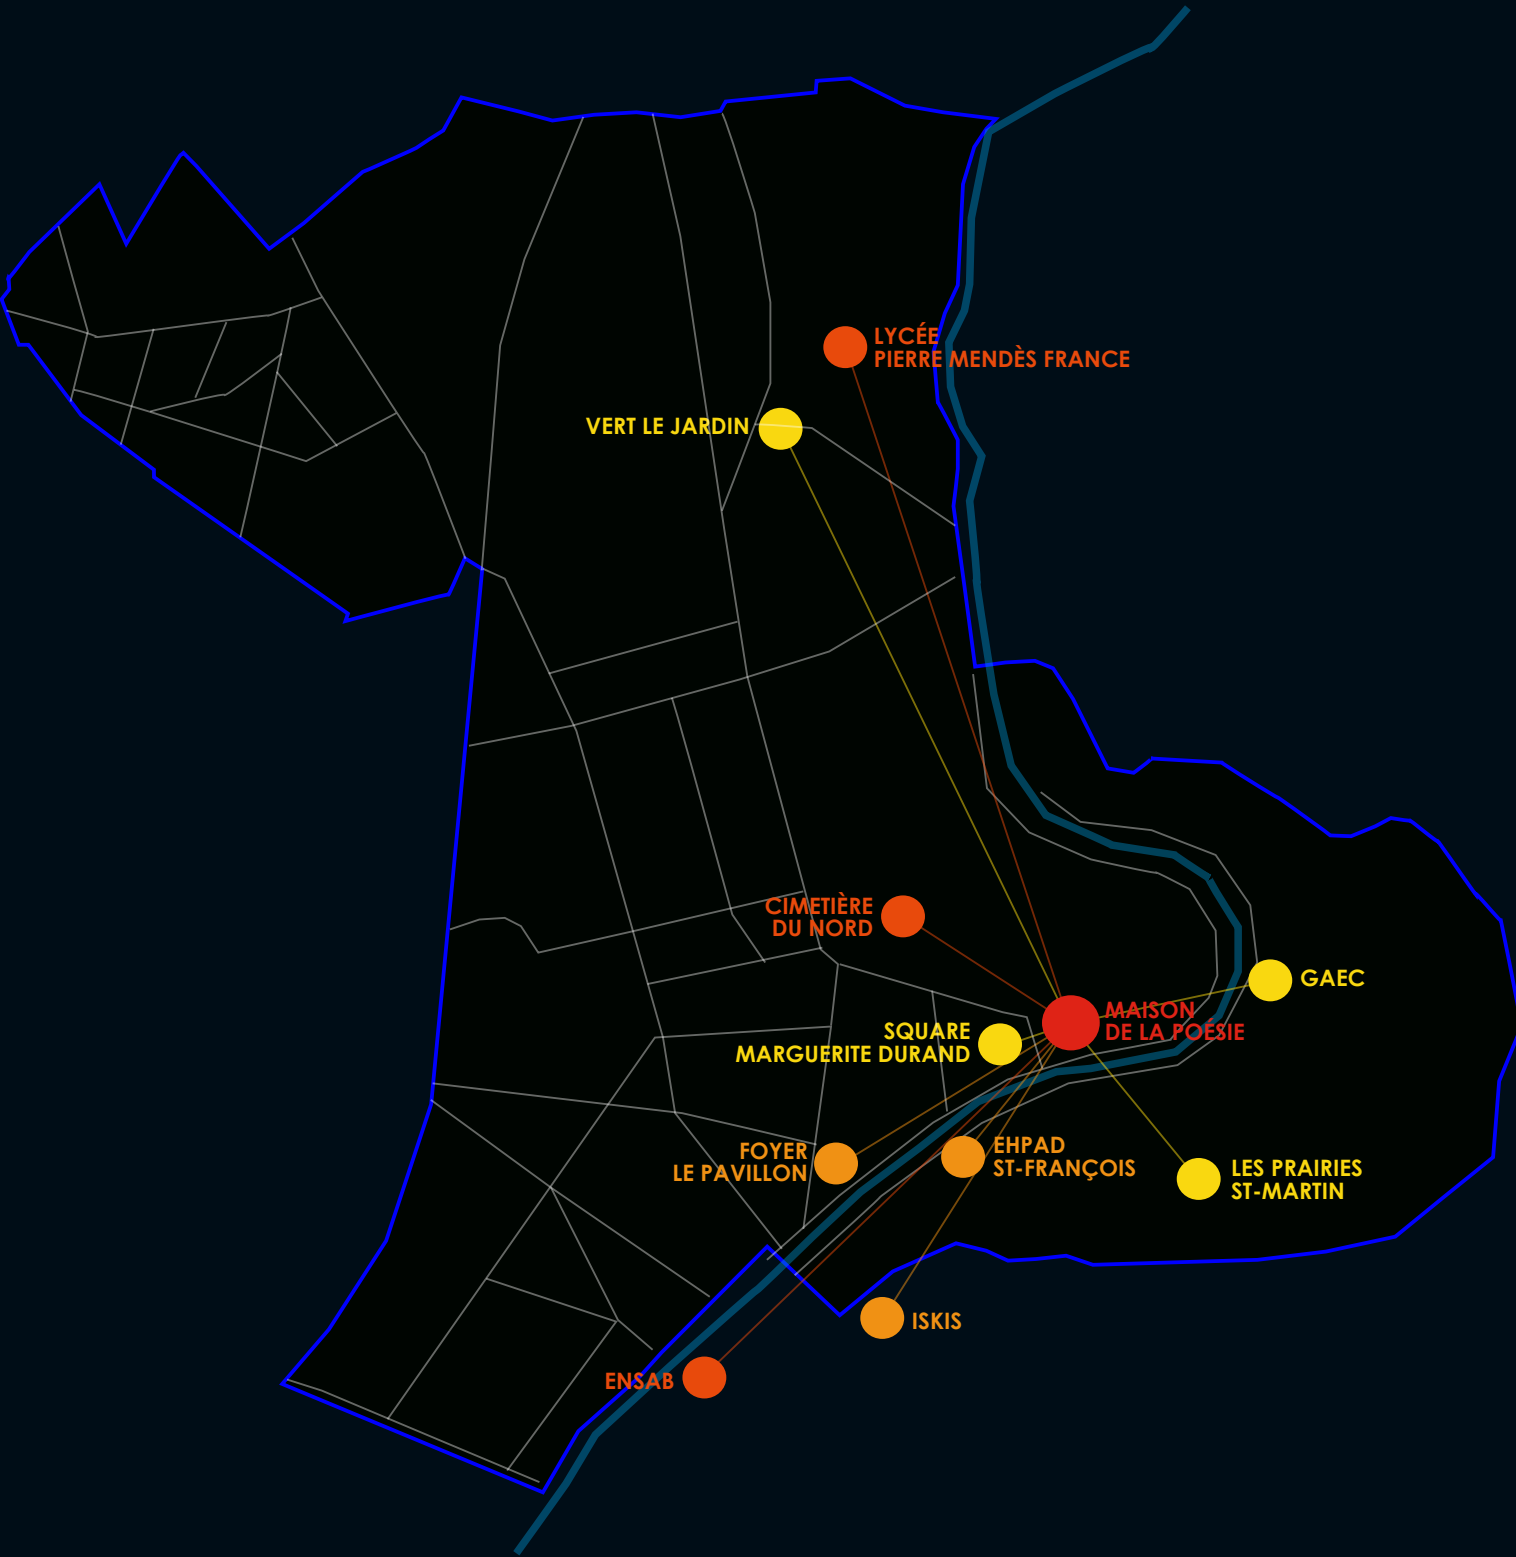 LYCÉE
PIERRE MENDÈS FRANCE
VERT LE JARDIN
CIMETIÈRE
DU NORD
GAEC
MAISON
DE LA POÉSIE
SQUARE
MARGUERITE DURAND
FOYER
LE PAVILLON
EHPAD
ST-FRANÇOIS
LES PRAIRIES
ST-MARTIN
ISKIS
ENSAB